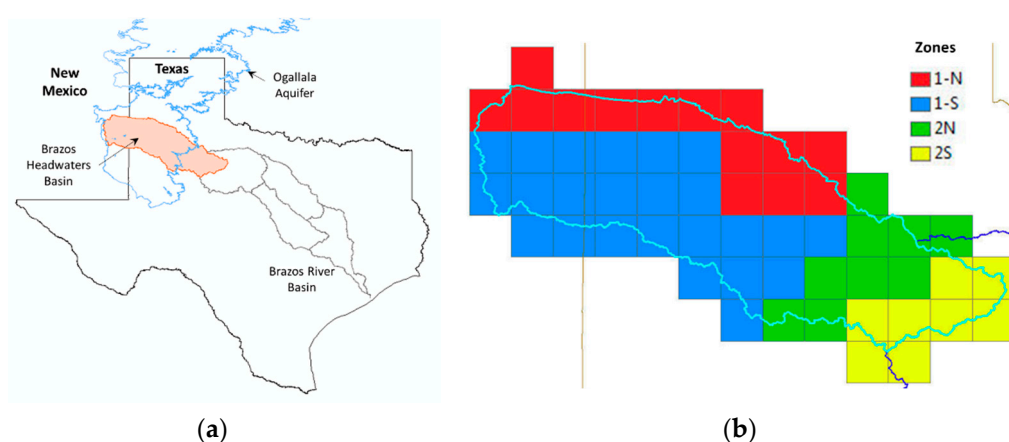 New
Mexico
Texas
Ogallala
Aquifer
Brazos
Headwaters
Basin
Brazos River
Basin
(a)
Zones
1-N
1-S
2N
2S
(b)